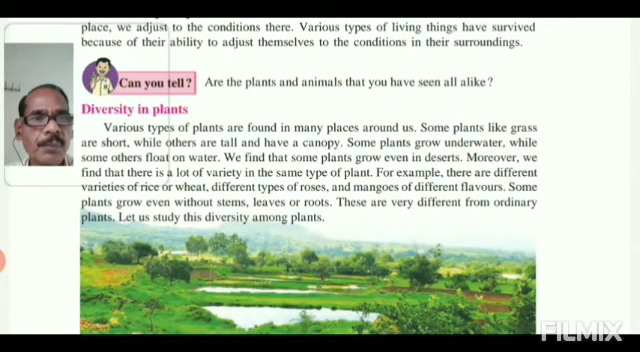 place, we adjust to the conditions there. Various types of living things have survived
because of their ability to adjust themselves to the conditions in their surroundings.
Can you tell? Are the plants and animals that you have seen all alike?
Diversity in plants
Various types of plants are found in many places around us. Some plants like grass
are short, while others are tall and have a canopy. Some plants grow underwater, while
some others float on water. We find that some plants grow even in deserts. Moreover, we
find that there is a lot of variety in the same type of plant. For example, there are different
varieties of rice or wheat, different types of roses, and mangoes of different flavours. Some
plants grow even without stems, leaves or roots. These are very different from ordinary
plants. Let us study this diversity among plants.
FILMIX